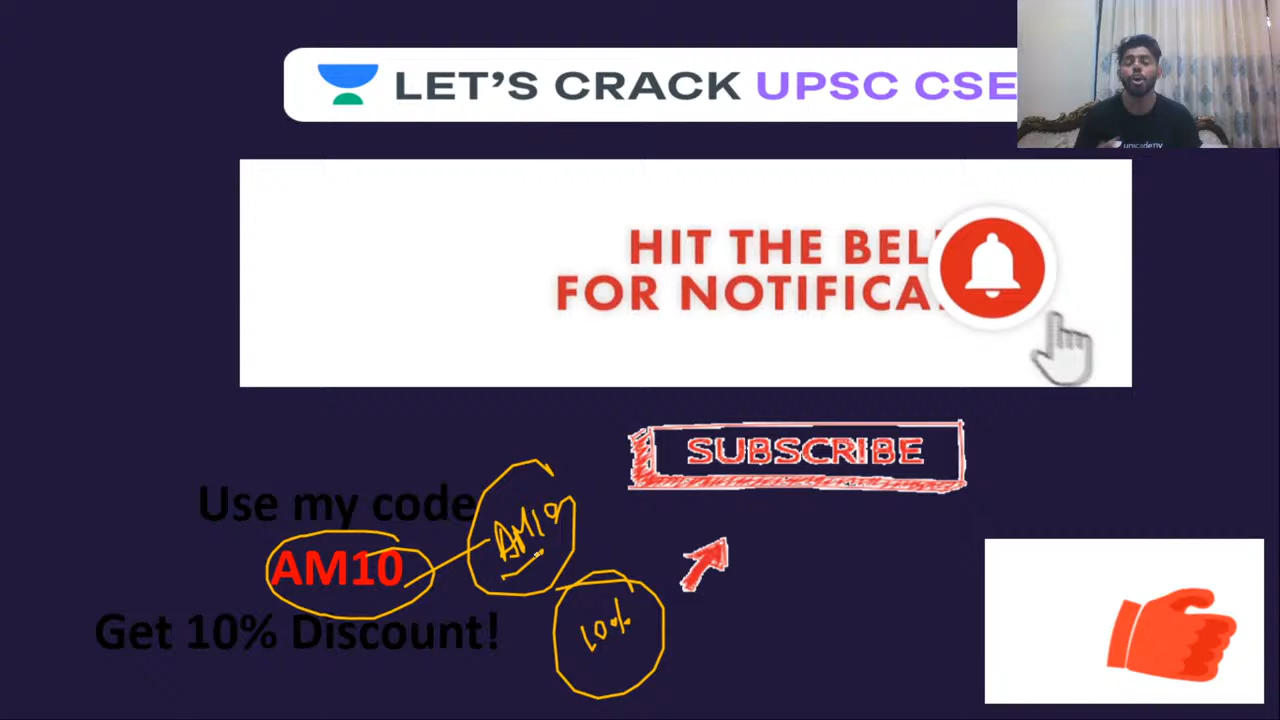 LET'S CRACK UPSC CSE
unacademy
HIT THE BEL
FOR NOTIFICA
SUBSCRIBE
Use my code
AM10
AM10
Get 10% Discount!
10%